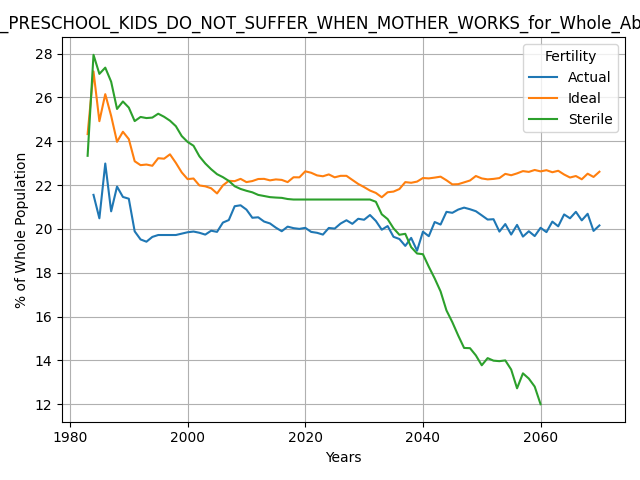 _PRESCHOOL_KIDS_DO_NOT_SUFFER_WHEN_MOTHER_WORKS_for_Whole_Ab
Fertility
Actual
Ideal
Sterile
% of Whole Population
28
26
24
22
20
18
16
14
12
1980
2000
2020
2040
2060
Years